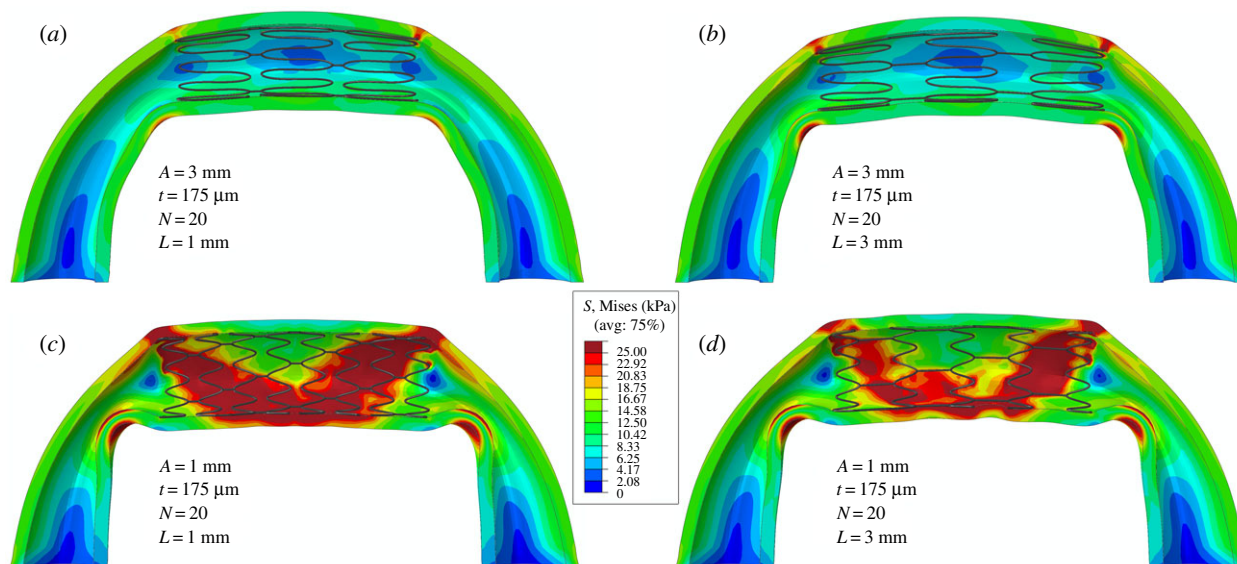 (a)
A = 3 mm
t = 175 μm
N = 20
L = 1 mm
(b)
A = 3 mm
t = 175 μm
N = 20
L = 3 mm
S, Mises (kPa)
(avg: 75%)
25.00
22.92
20.83
18.75
16.67
14.58
12.50
10.42
8.33
6.25
4.17
2.08
0
(c)
A = 1 mm
t = 175 μm
N = 20
L = 1 mm
(d)
A = 1 mm
t = 175 μm
N = 20
L = 3 mm